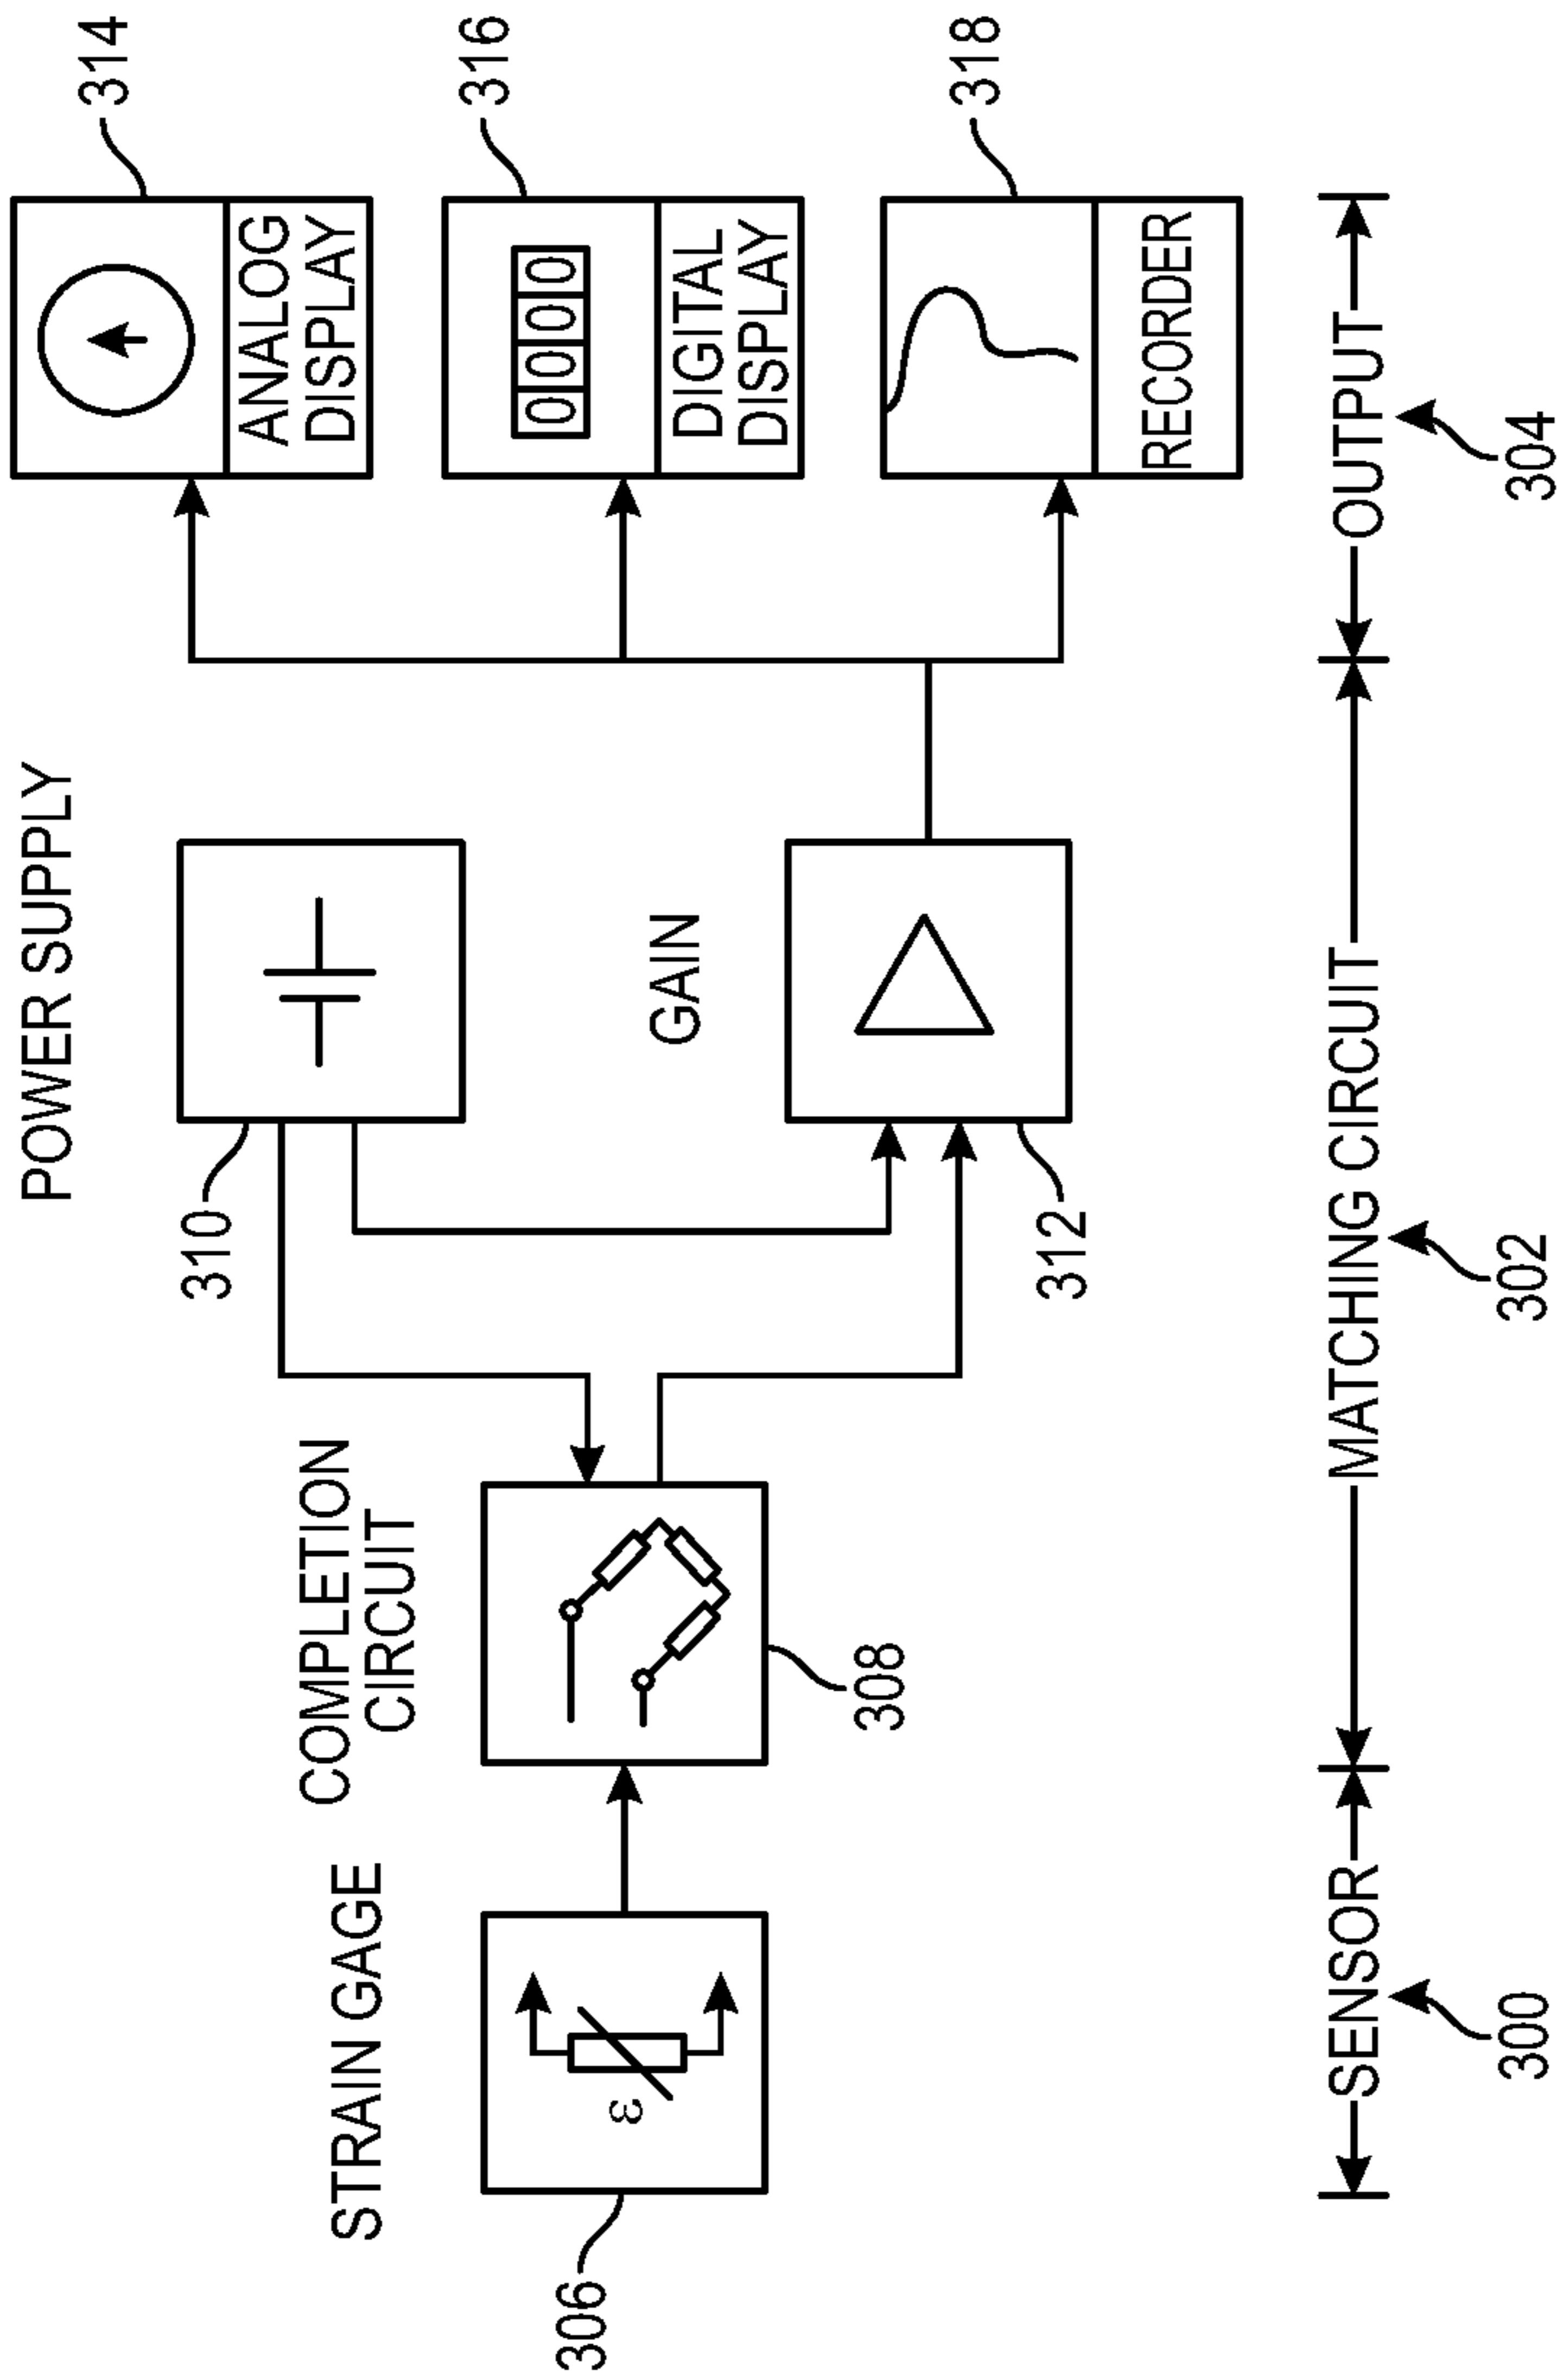 POWER SUPPLY
314
ANALOG
DISPLAY
310
COMPLETION
CIRCUIT
STRAIN GAGE
ε
306
308
GAIN
312
316
0000
DIGITAL
DISPLAY
318
RECORDER
SENSOR
MATCHING CIRCUIT
OUTPUT
300
302
304